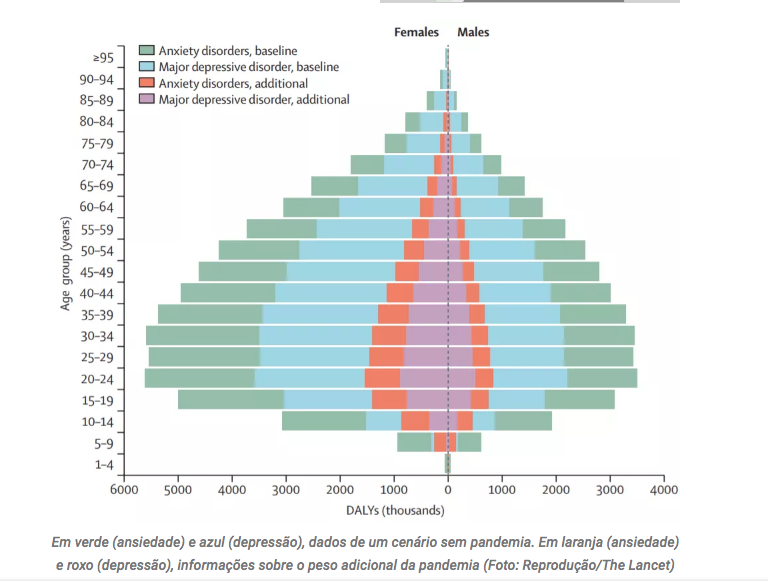 Females Males
Anxiety disorders, baseline
Major depressive disorder, baseline
Anxiety disorders, additional
Major depressive disorder, additional
Age group (years)
≥95
90–94
85–89
80–84
75–79
70–74
65–69
60–64
55–59
50–54
45–49
40–44
35–39
30–34
25–29
20–24
15–19
10–14
5–9
1–4
6000 5000 4000 3000 2000 1000 0 1000 2000 3000 4000
DALYs (thousands)
Em verde (ansiedade) e azul (depressão), dados de um cenário sem pandemia. Em laranja (ansiedade)
e roxo (depressão), informações sobre o peso adicional da pandemia (Foto: Reprodução/The Lancet)